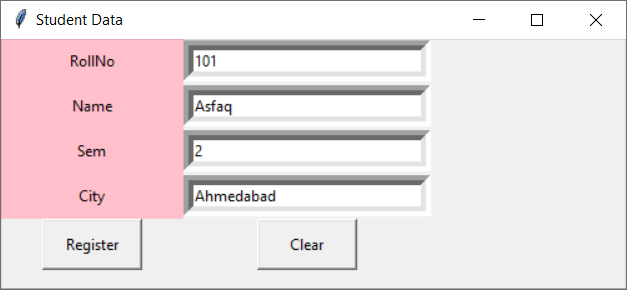 Student Data
RollNo 101
Name Asfaq
Sem 2
City Ahmedabad
Register Clear